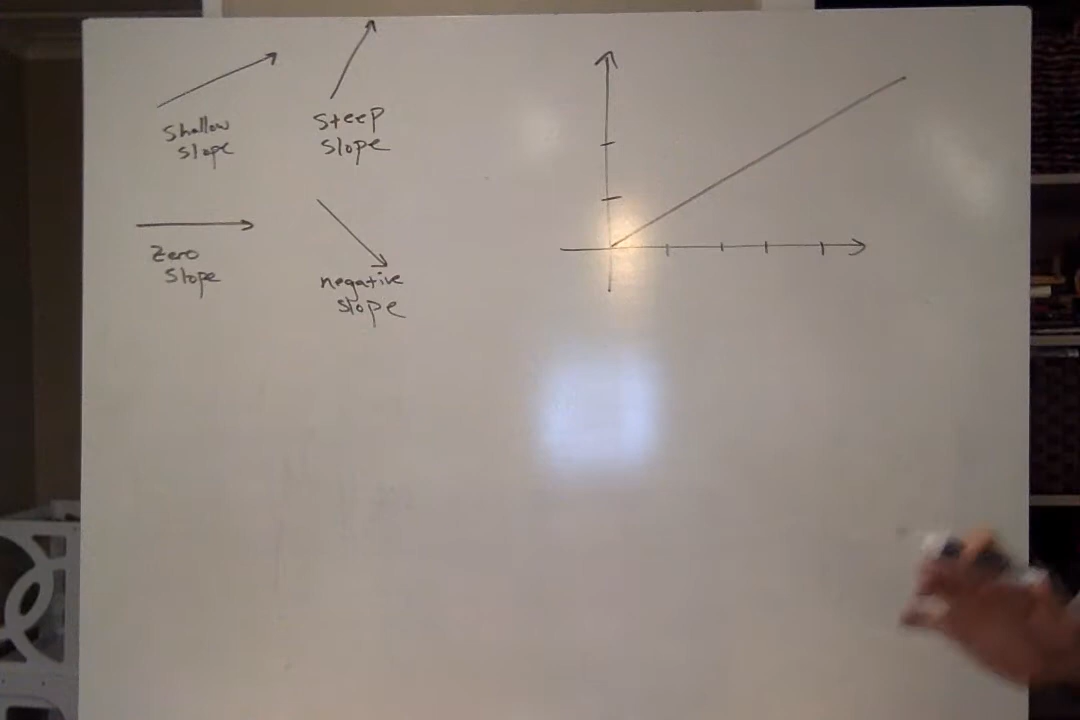 Shallow
slope
Steep
slope
Zero
Slope
negative
slope